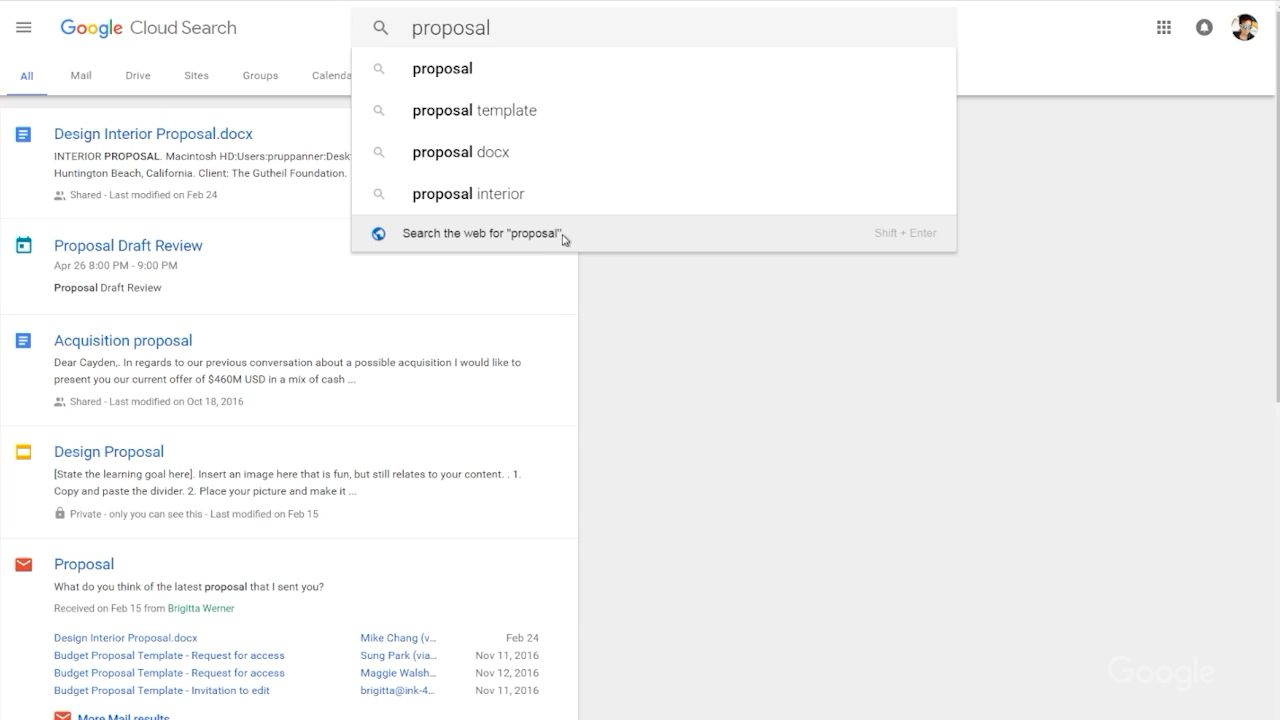 Google Cloud Search
proposal
All Mail Drive Sites Groups Calenda
proposal
proposal template
proposal docx
proposal interior
Search the web for "proposal" Shift + Enter
Design Interior Proposal.docx
INTERIOR PROPOSAL. Macintosh HD:Users:pruppanner:Desk
Huntington Beach, California. Client: The Gutheil Foundation.
Shared - Last modified on Feb 24
Proposal Draft Review
Apr 26 8:00 PM - 9:00 PM
Proposal Draft Review
Acquisition proposal
Dear Cayden,. In regards to our previous conversation about a possible acquisition I would like to
present you our current offer of $460M USD in a mix of cash ...
Shared - Last modified on Oct 18, 2016
Design Proposal
[State the learning goal here]. Insert an image here that is fun, but still relates to your content. . 1.
Copy and paste the divider. 2. Place your picture and make it ...
Private - only you can see this - Last modified on Feb 15
Proposal
What do you think of the latest proposal that I sent you?
Received on Feb 15 from Brigitta Werner
Design Interior Proposal.docx Mike Chang (v... Feb 24
Budget Proposal Template - Request for access Sung Park (via... Nov 11, 2016
Budget Proposal Template - Request for access Maggie Walsh... Nov 12, 2016
Budget Proposal Template - Invitation to edit brigitta@ink-4... Nov 11, 2016
More Mail results
Google